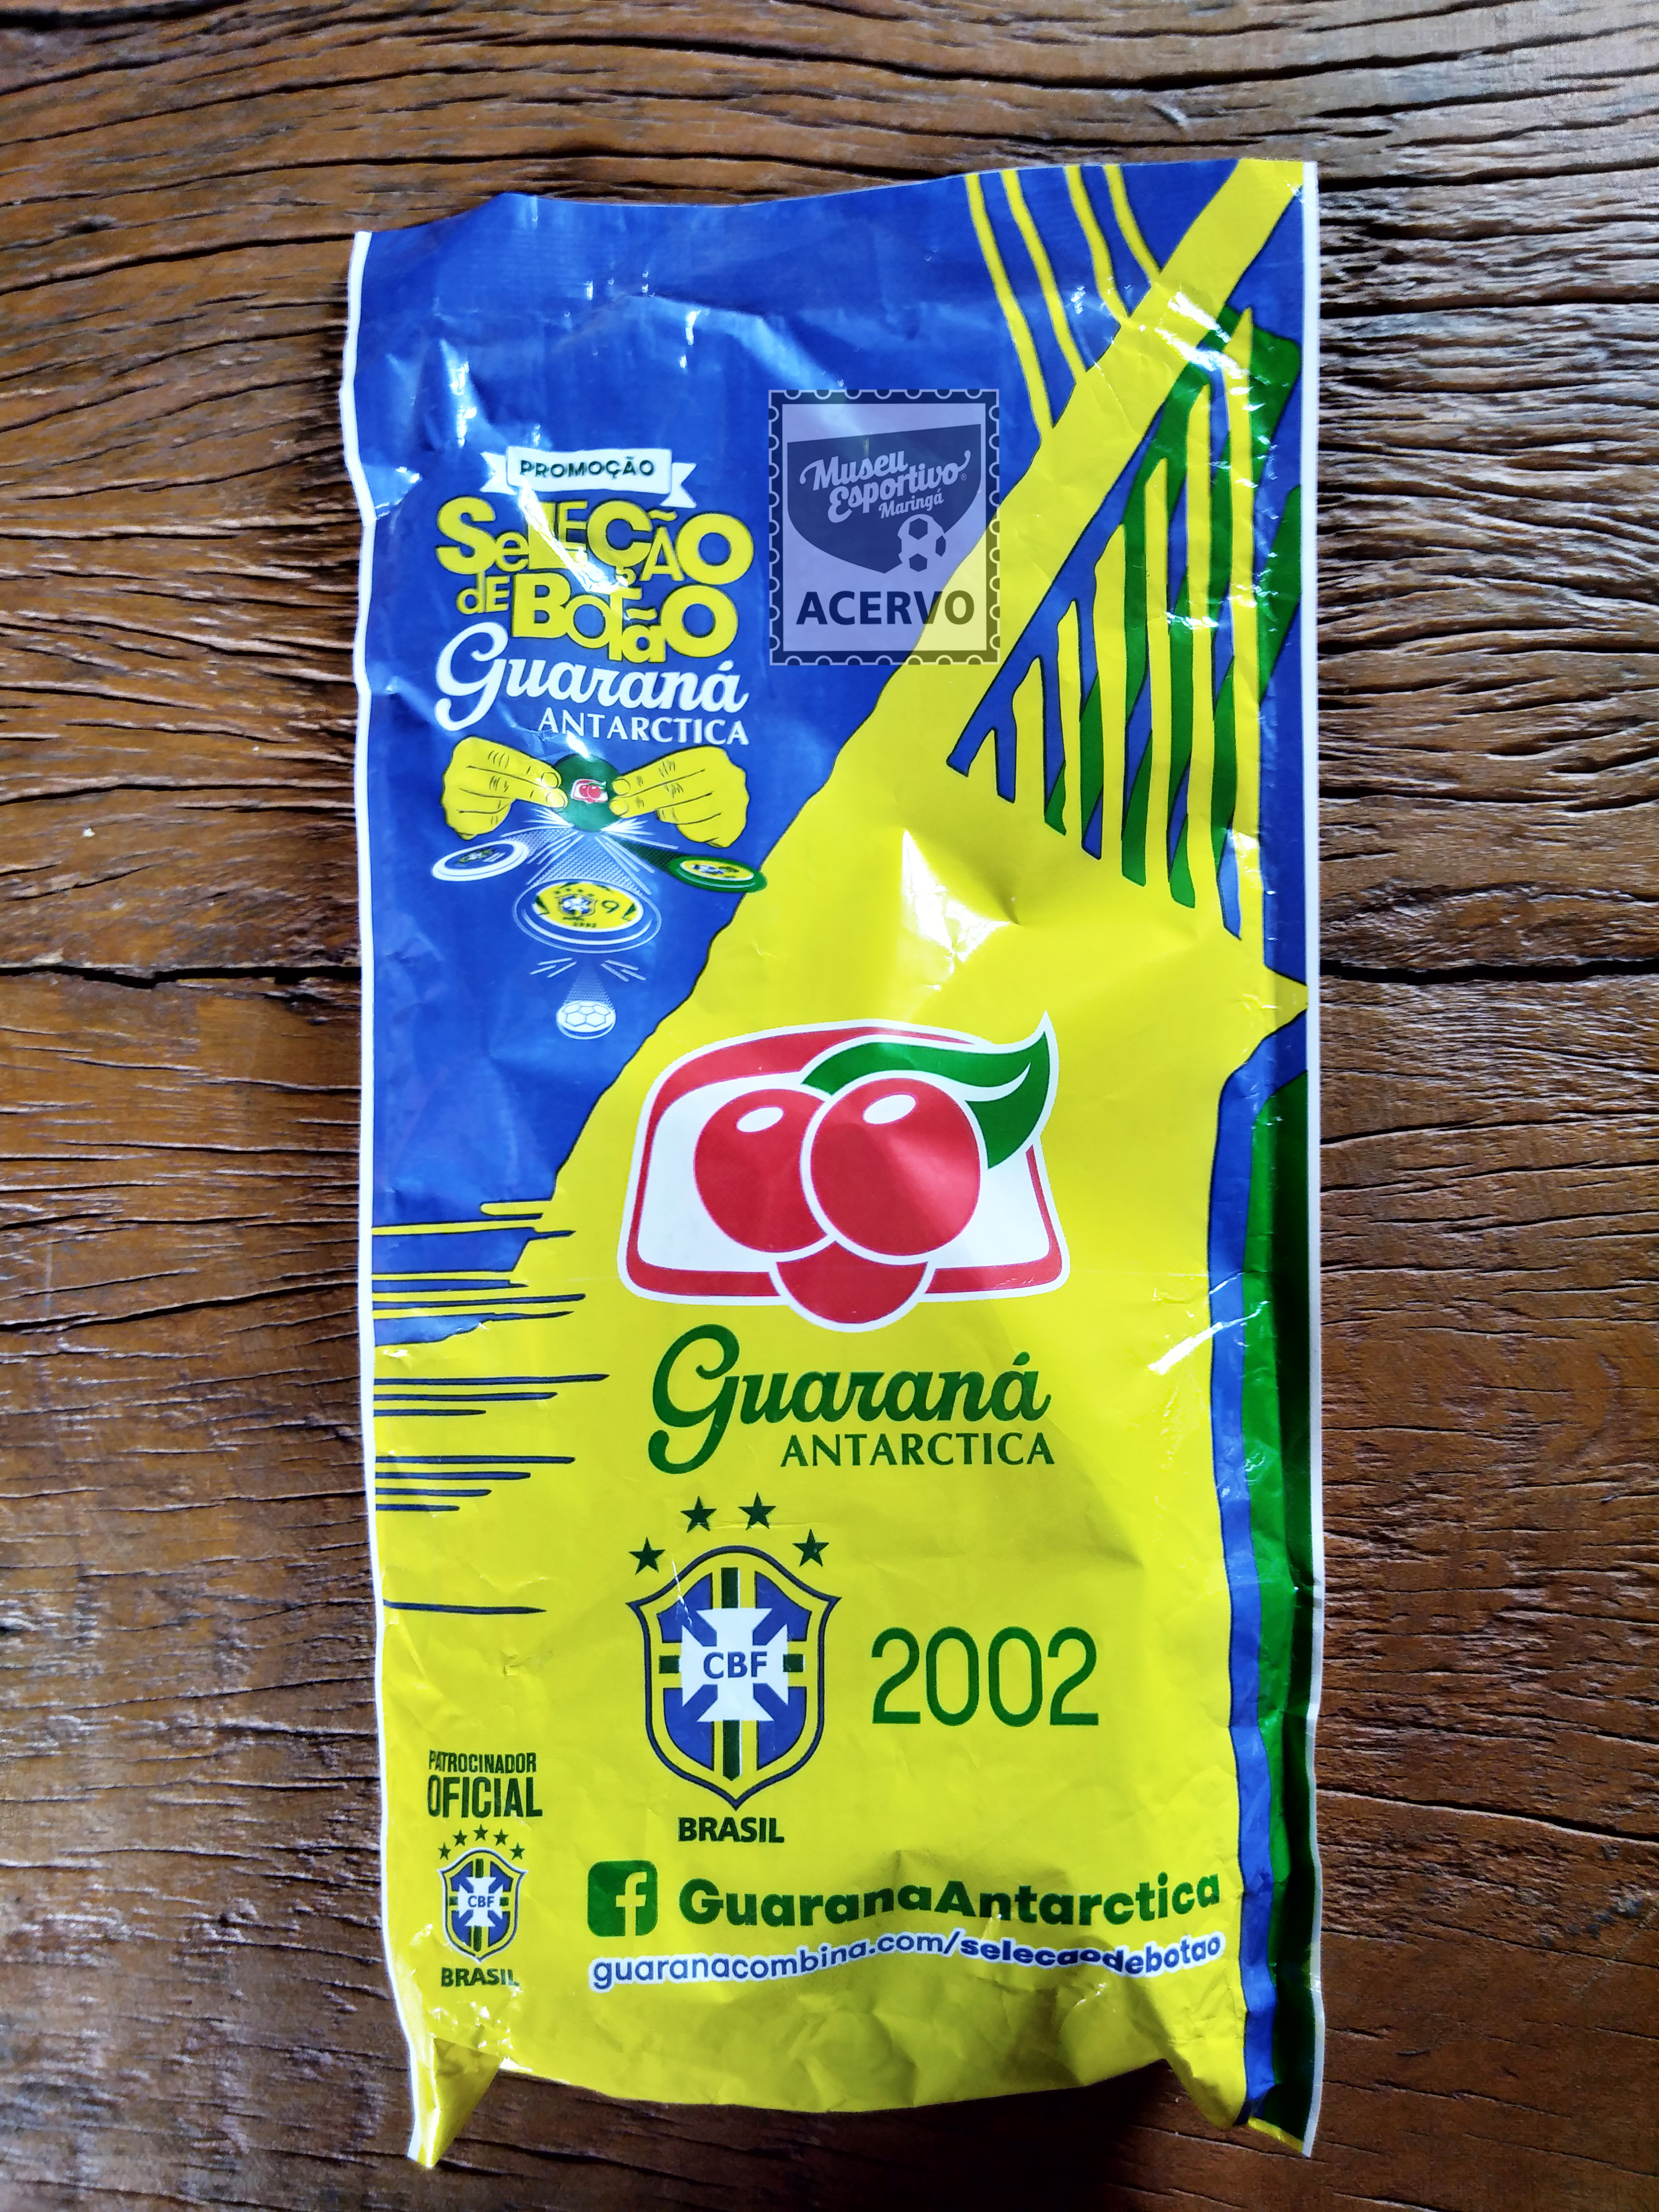 PROMOÇÃO
SeLEÇÃO
dE BOTãO
Guaraná
ANTARCTICA
Museu
Esportivo®
Maringá
ACERVO
9
Guaraná
ANTARCTICA
CBF
2002
BRASIL
PATROCINADOR
OFICIAL
CBF
BRASIL
f GuaranaAntarctica
guaranacombina.com/selecaodebotao